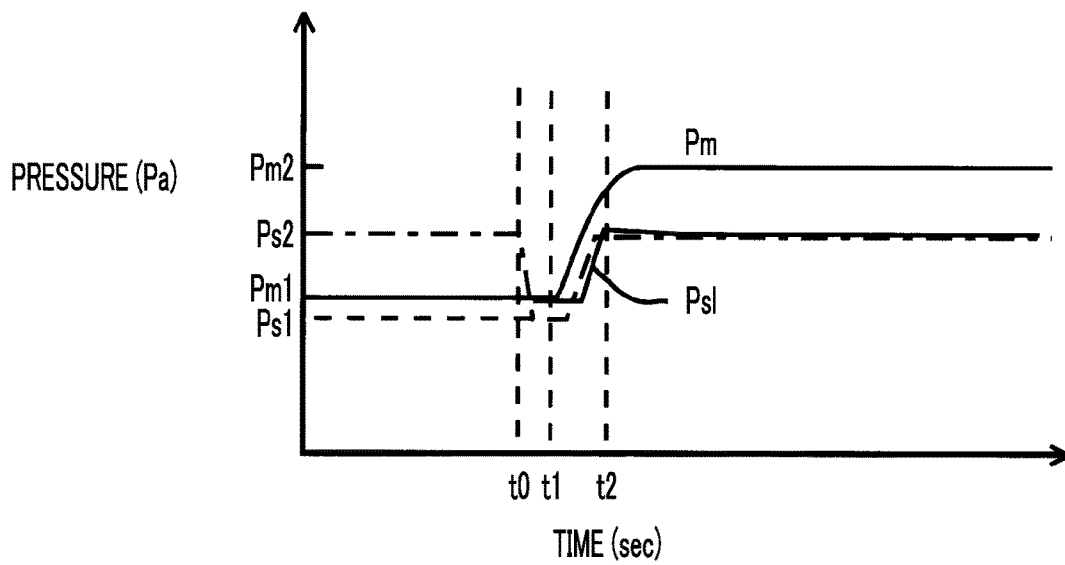 Pm
PRESSURE (Pa)
Pm2
Ps2
Pm1
Ps1
Psl
t0 t1 t2
TIME (sec)